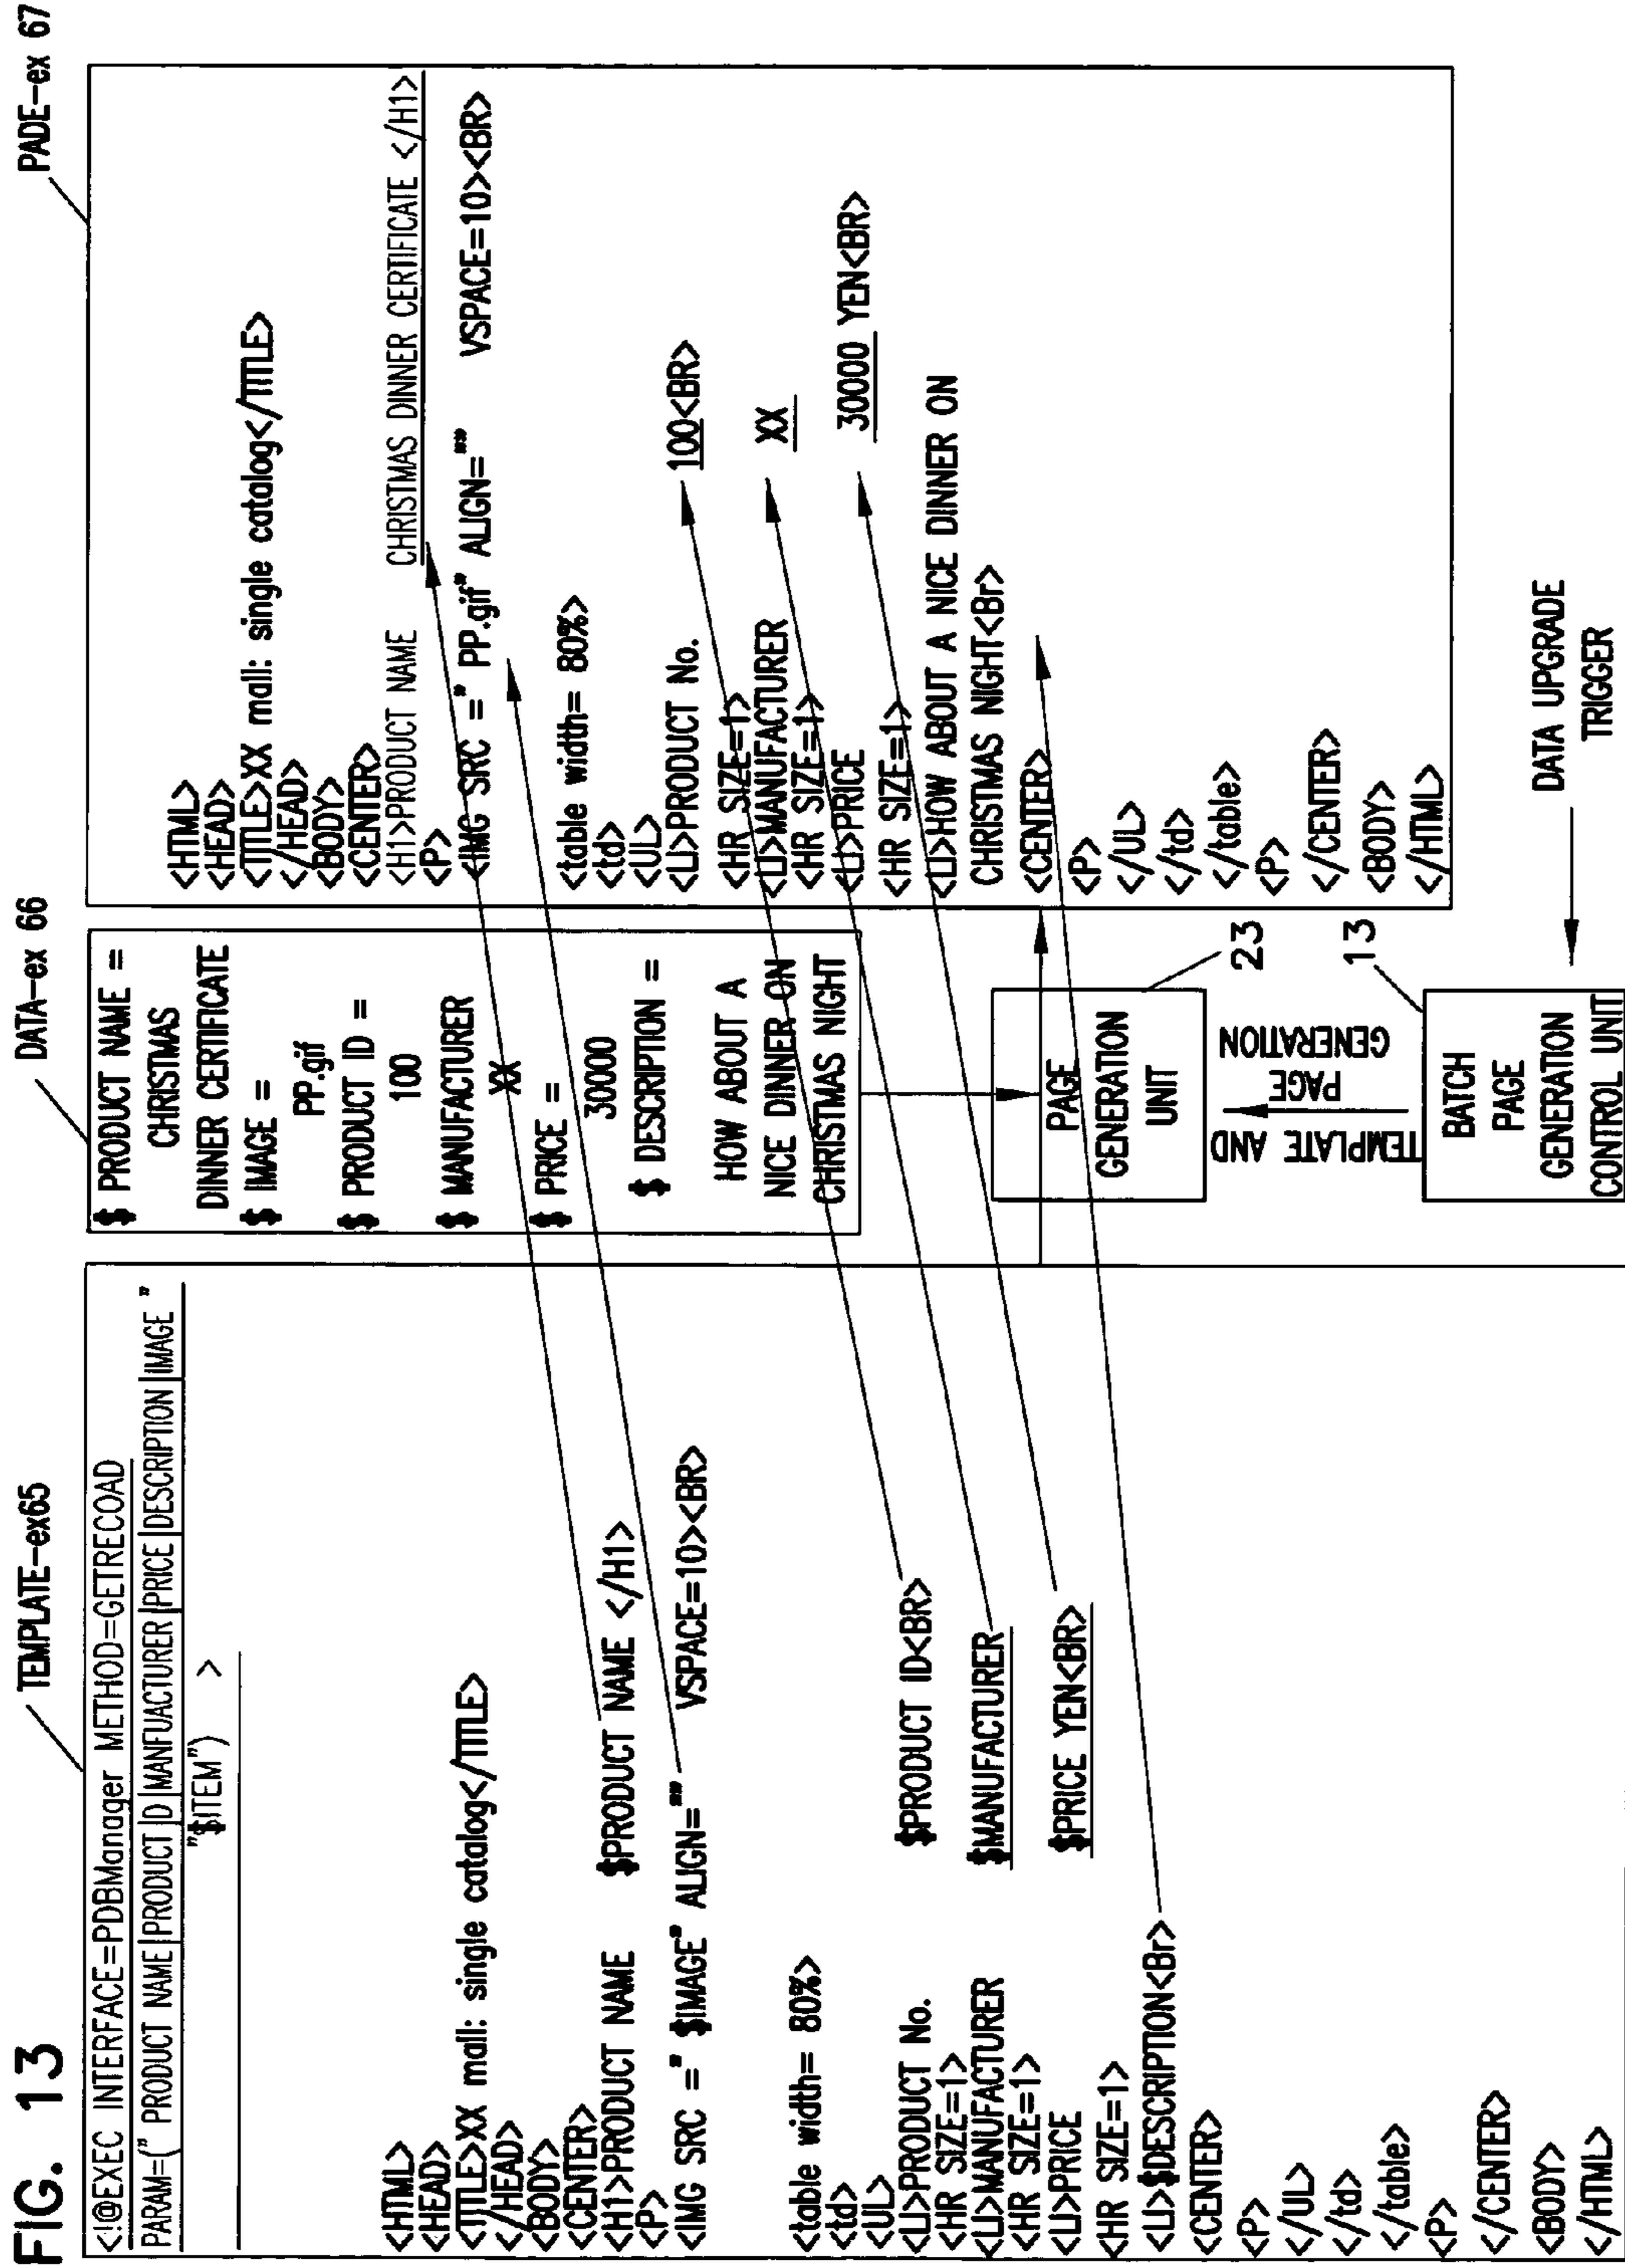 FIG. 13
TEMPLATE-ex65
<!@EXEC INTERFACE=PDBManager METHOD=GETRECOAD
PARAM=(" PRODUCT NAME|PRODUCT ID|MANFUACTURER|PRICE|DESCRIPTION|IMAGE "
"$ITEM") >
<HTML>
<HEAD>
<TITLE>XX mall: single catalog</TITLE>
</HEAD>
<BODY>
<CENTER>
<H1>PRODUCT NAME $PRODUCT NAME </H1>
<P>
<IMG SRC =" $IMAGE" ALIGN="" VSPACE=10><BR>
<table width= 80%>
<td>
<UL>
<LI>PRODUCT No. $PRODUCT ID<BR>
<HR SIZE=1>
<LI>MANUFACTURER $MANUFACTURER
<HR SIZE=1>
<LI>PRICE $PRICE YEN<BR>
<HR SIZE=1>
<LI>$DESCRIPTION<Br>
<CENTER>
<P>
</UL>
</td>
</table>
<P>
</CENTER>
<BODY>
</HTML>
DATA-ex 66
$ PRODUCT NAME =
CHRISTMAS
DINNER CERTIFICATE
$ IMAGE =
PP.gif
$ PRODUCT ID =
100
$ MANUFACTURER
XX
$ PRICE =
30000
$ DESCRIPTION =
HOW ABOUT A
NICE DINNER ON
CHRISTMAS NIGHT
PAGE
GENERATION
UNIT
23
TEMPLATE AND
PAGE
GENERATION
BATCH
PAGE
GENERATION
CONTROL UNIT
13
DATA UPGRADE
TRIGGER
PADE-ex 67
<HTML>
<HEAD>
<TITLE>XX mall: single catalog</TITLE>
</HEAD>
<BODY>
<CENTER>
<H1>PRODUCT NAME CHRISTMAS DINNER CERTIFICATE </H1>
<P>
<IMG SRC =" PP.gif" ALIGN="" VSPACE=10><BR>
<table width= 80%>
<td>
<UL>
<LI>PRODUCT No. 100<BR>
<HR SIZE=1>
<LI>MANUFACTURER XX
<HR SIZE=1>
<LI>PRICE 30000 YEN<BR>
<HR SIZE=1>
<LI>HOW ABOUT A NICE DINNER ON
CHRISTMAS NIGHT<Br>
<CENTER>
<P>
</UL>
</td>
</table>
<P>
</CENTER>
<BODY>
</HTML>